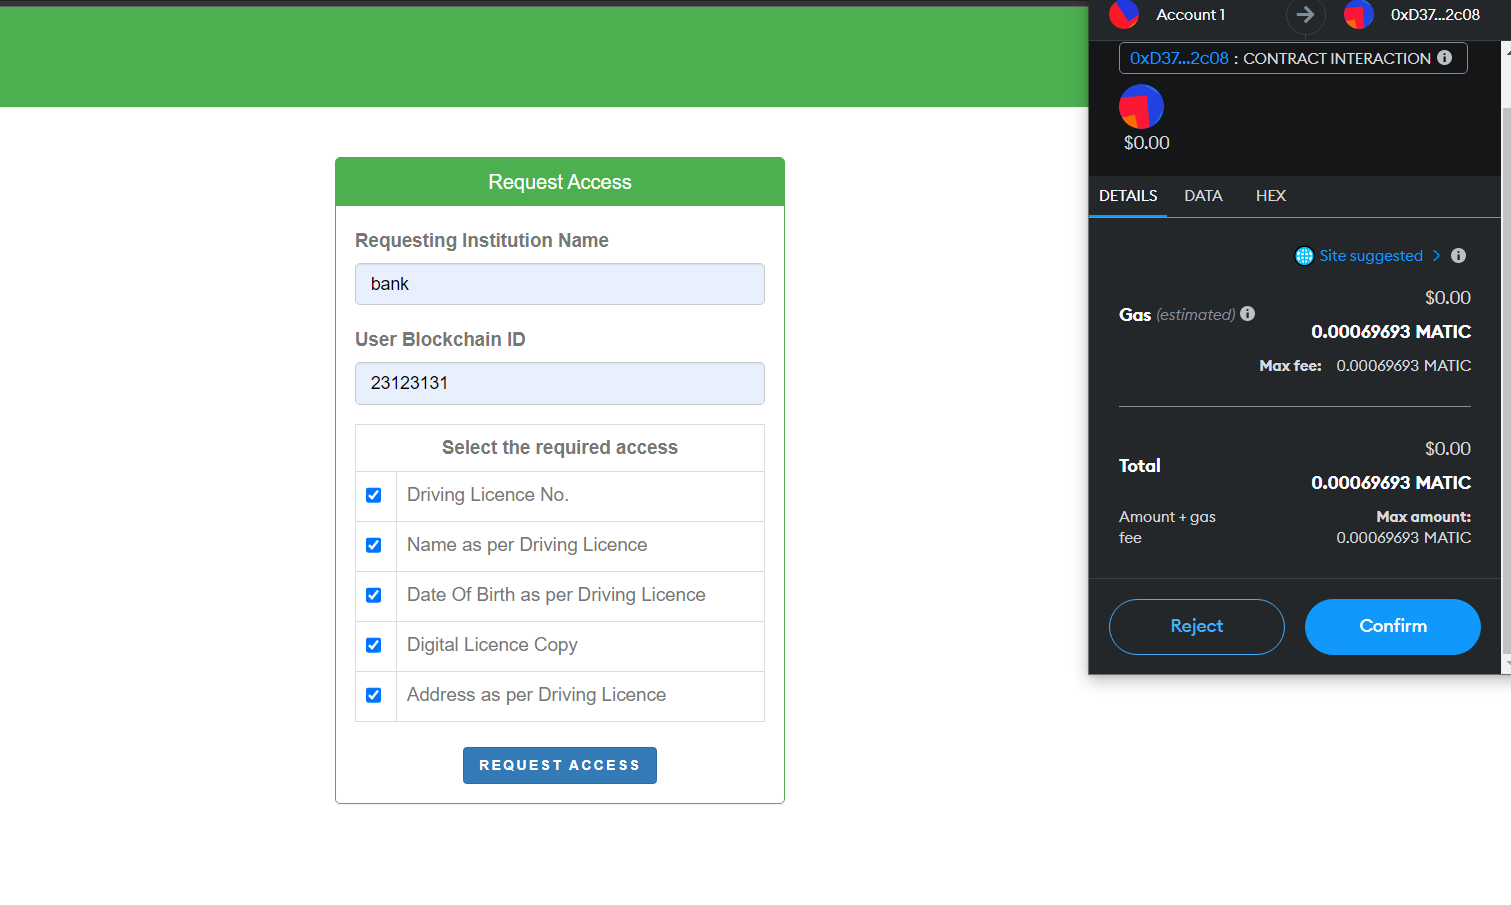 Request Access
Requesting Institution Name
bank
User Blockchain ID
23123131
Select the required access
Driving Licence No.
Name as per Driving Licence
Date Of Birth as per Driving Licence
Digital Licence Copy
Address as per Driving Licence
REQUEST ACCESS
Account 1
0xD37...2c08
0xD37...2c08 : CONTRACT INTERACTION
$0.00
DETAILS DATA HEX
Site suggested >
$0.00
Gas (estimated)
0.00069693 MATIC
Max fee: 0.00069693 MATIC
$0.00
Total
0.00069693 MATIC
Amount + gas fee
Max amount:
0.00069693 MATIC
Reject Confirm